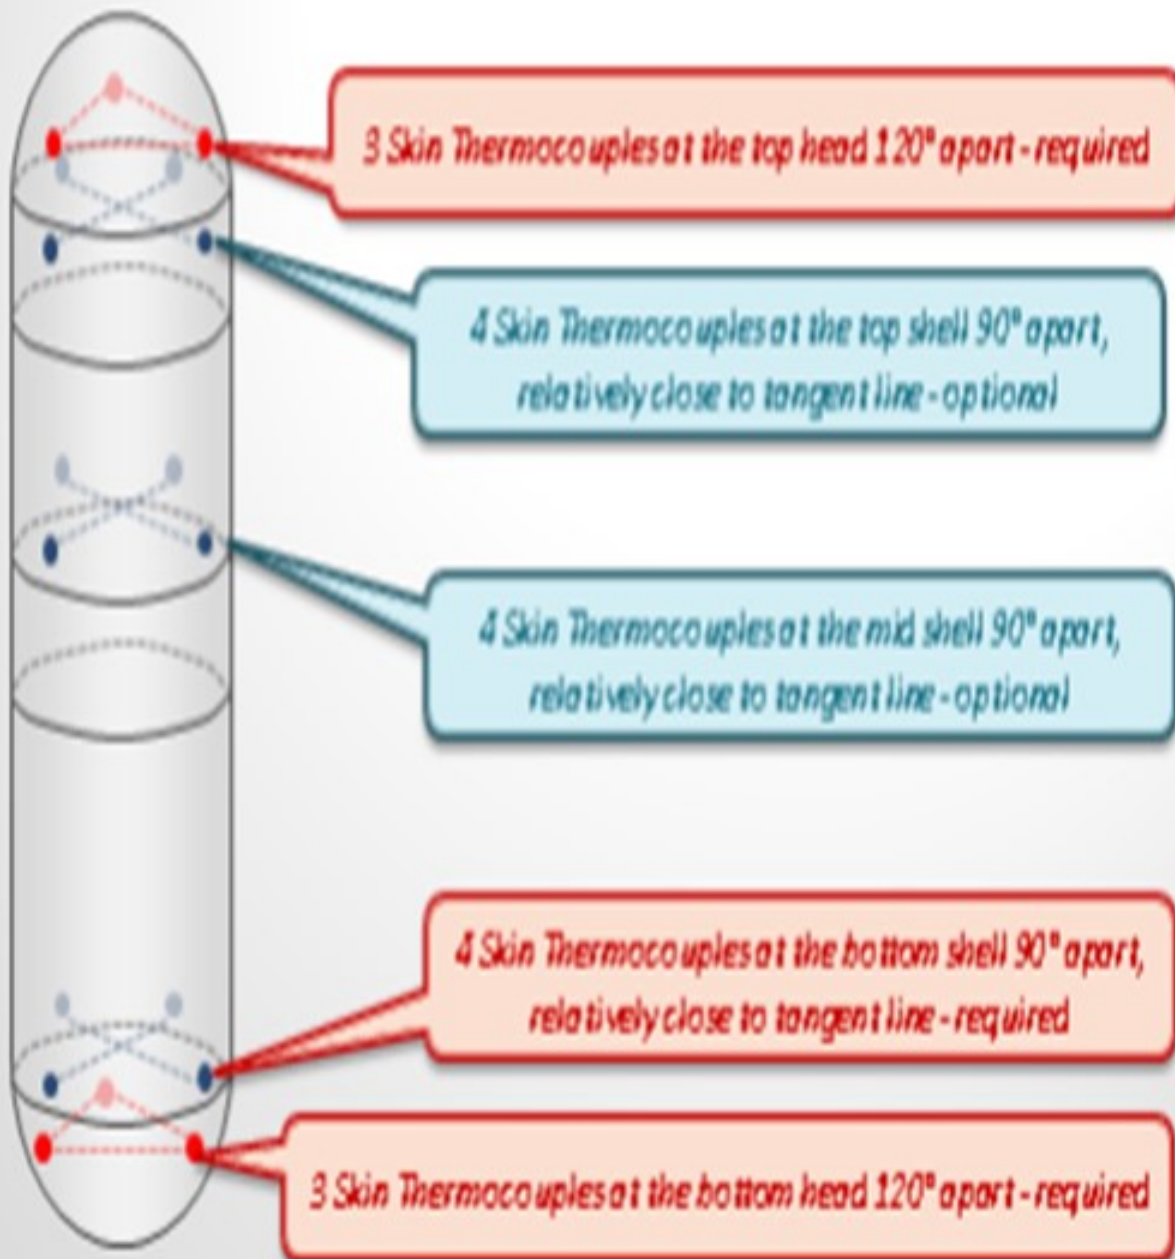 3 Skin Thermocouples at the top head 120° apart - required
4 Skin Thermocouples at the top shell 90° apart,
relatively close to tangent line - optional
4 Skin Thermocouples at the mid shell 90° apart,
relatively close to tangent line - optional
4 Skin Thermocouples at the bottom shell 90° apart,
relatively close to tangent line - required
3 Skin Thermocouples at the bottom head 120° apart - required